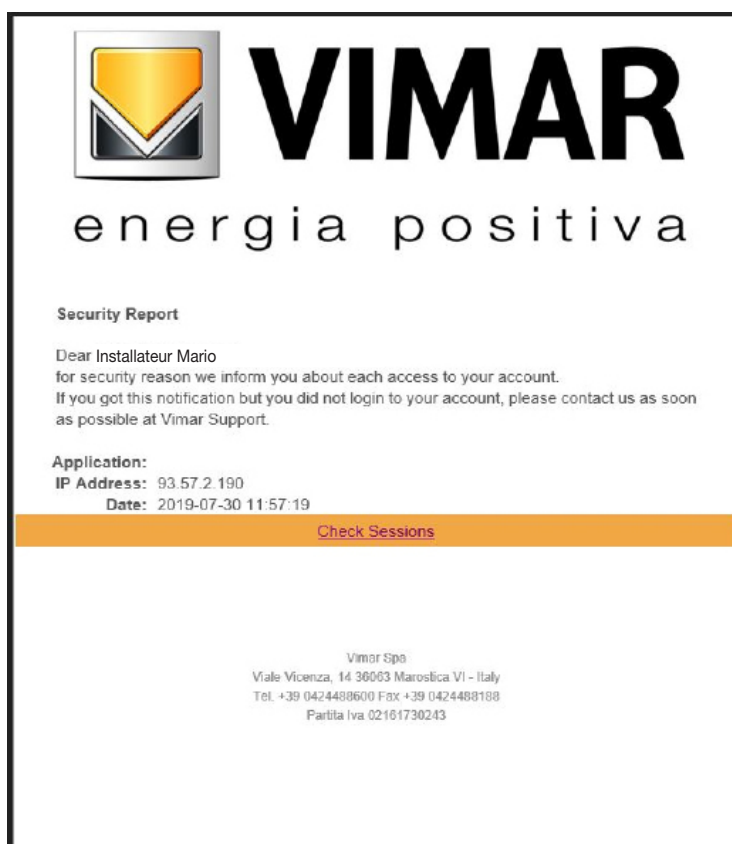 VIMAR
energia positiva
Security Report
Dear Installateur Mario
for security reason we inform you about each access to your account.
If you got this notification but you did not login to your account, please contact us as soon
as possible at Vimar Support.
Application:
IP Address: 93.57.2.190
Date: 2019-07-30 11:57:19
Check Sessions
Vimar Spa
Viale Vicenza, 14 36063 Marostica VI - Italy
Tel. +39 0424488600 Fax +39 0424488188
Partita Iva 02161730243